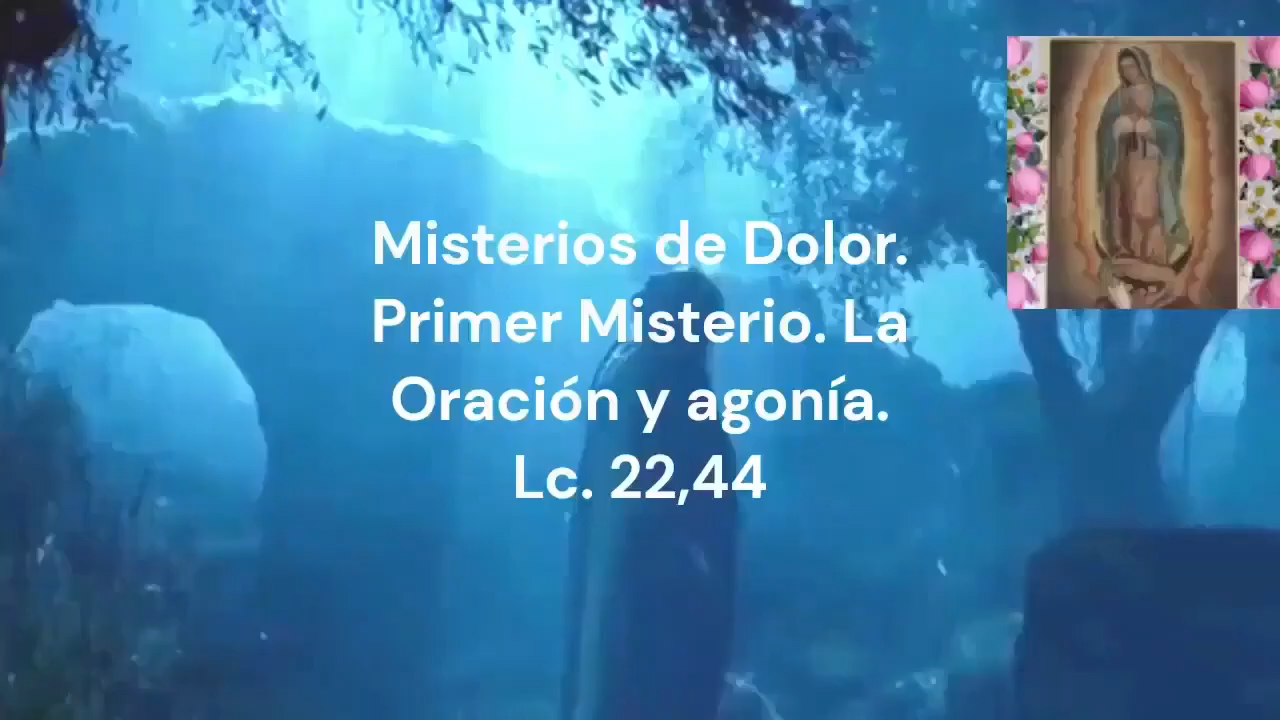 Misterios de Dolor.
Primer Misterio. La
Oración y agonía.
Lc. 22,44